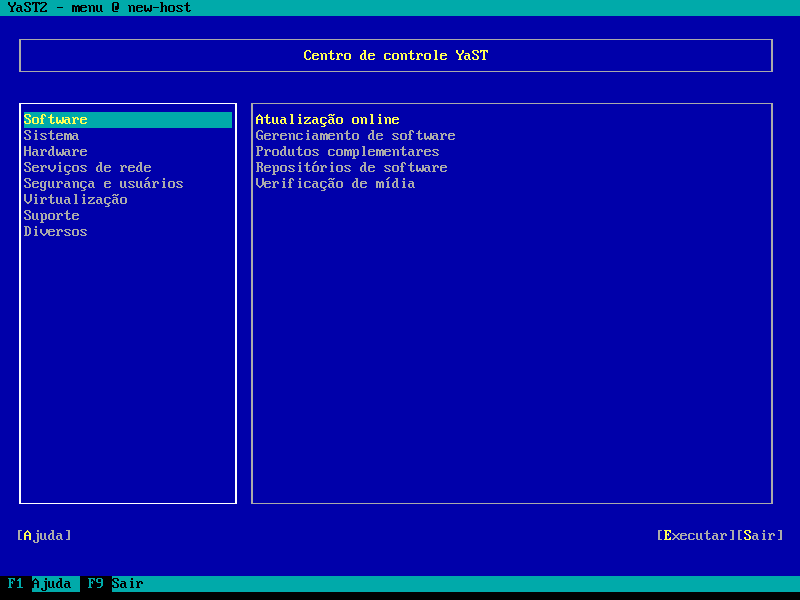 YaST2 - menu @ new-host
Centro de controle YaST
Software
Sistema
Hardware
Serviços de rede
Segurança e usuários
Virtualização
Suporte
Diversos
Atualização online
Gerenciamento de software
Produtos complementares
Repositórios de software
Verificação de mídia
[Ajuda] [Executar][Sair]
F1 Ajuda F9 Sair